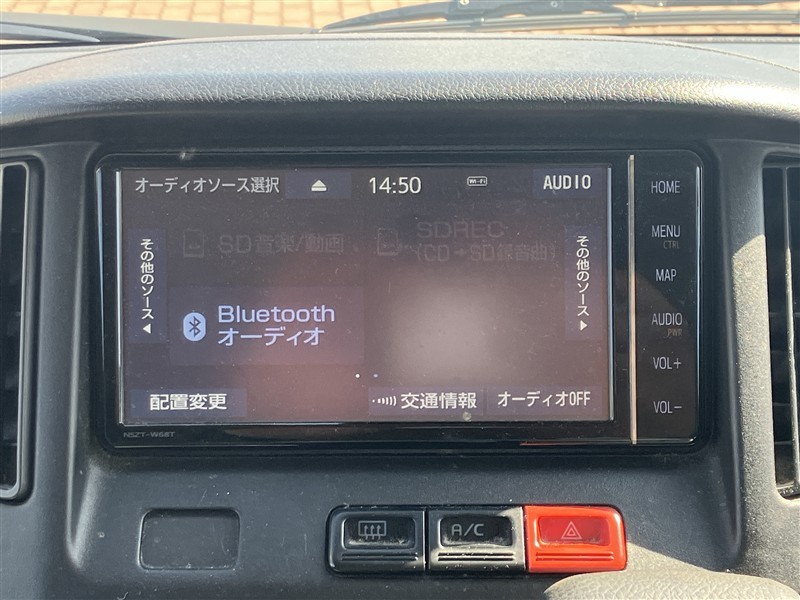 オーディオソース選択
14:50
Wi-Fi
AUDIO
その他のソース
SD音楽/動画
SDREC
(CD→SD録音曲)
その他のソース
Bluetooth
オーディオ
配置変更
交通情報
オーディオOFF
HOME
MENU
CTRL
MAP
AUDIO
PWR
VOL+
VOL-
NSZT-W68T
A/C